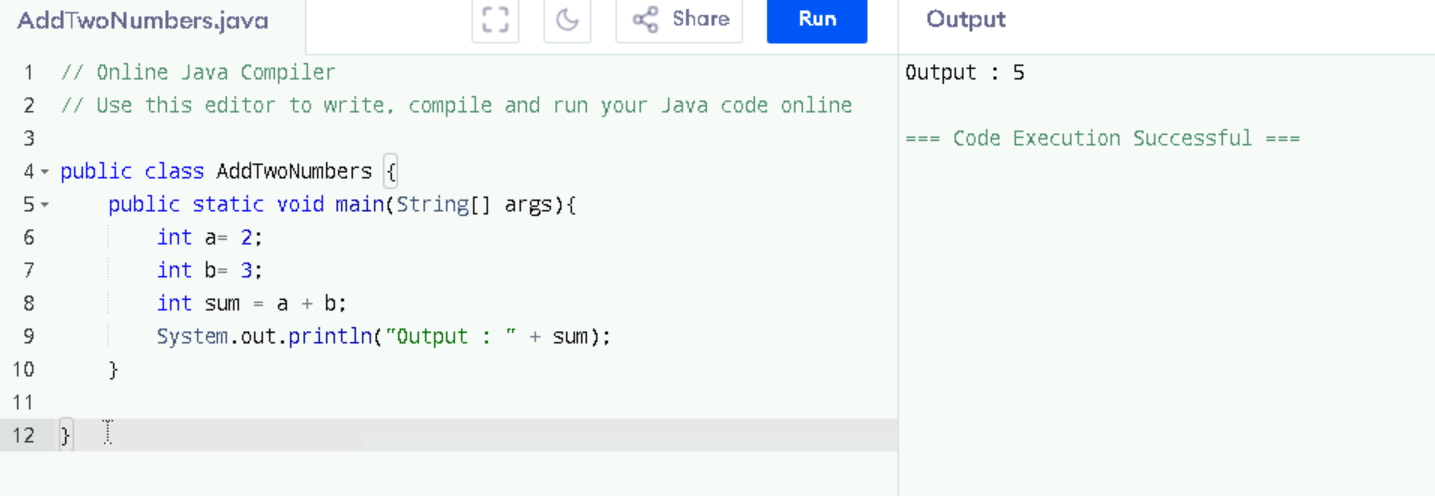 AddTwoNumbers.java
Share
Run
Output
1 // Online Java Compiler
2 // Use this editor to write, compile and run your Java code online
3
4 public class AddTwoNumbers {
5 public static void main(String[] args){
6 int a= 2;
7 int b= 3;
8 int sum = a + b;
9 System.out.println("Output : " + sum);
10 }
11
12 }
Output : 5
=== Code Execution Successful ===